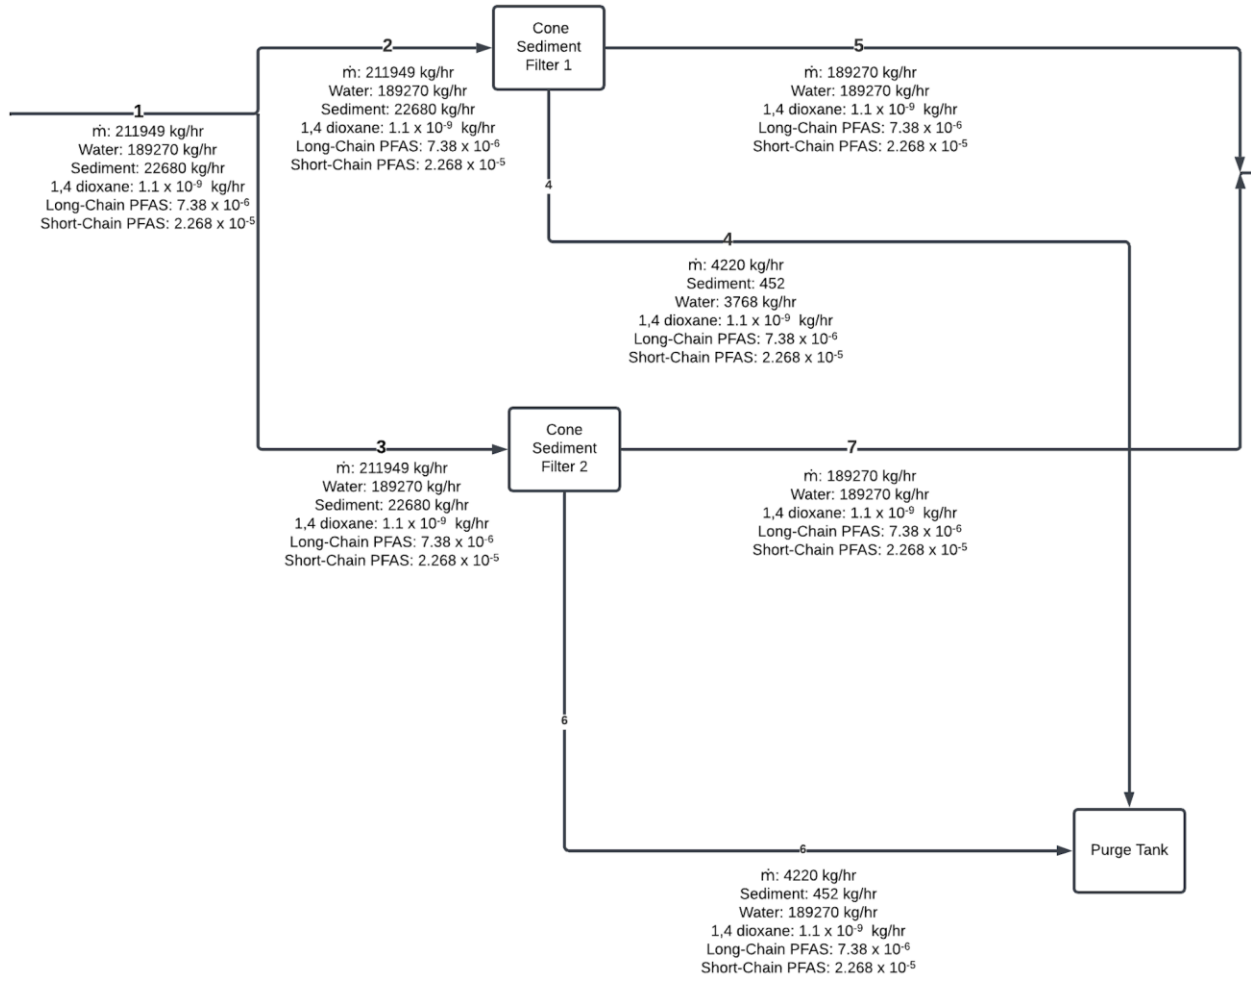 1
ṁ: 211949 kg/hr
Water: 189270 kg/hr
Sediment: 22680 kg/hr
1,4 dioxane: 1.1 x 10⁻⁹ kg/hr
Long-Chain PFAS: 7.38 x 10⁻⁶
Short-Chain PFAS: 2.268 x 10⁻⁵
2
ṁ: 211949 kg/hr
Water: 189270 kg/hr
Sediment: 22680 kg/hr
1,4 dioxane: 1.1 x 10⁻⁹ kg/hr
Long-Chain PFAS: 7.38 x 10⁻⁶
Short-Chain PFAS: 2.268 x 10⁻⁵
Cone
Sediment
Filter 1
5
ṁ: 189270 kg/hr
Water: 189270 kg/hr
1,4 dioxane: 1.1 x 10⁻⁹ kg/hr
Long-Chain PFAS: 7.38 x 10⁻⁶
Short-Chain PFAS: 2.268 x 10⁻⁵
4
4
ṁ: 4220 kg/hr
Sediment: 452
Water: 3768 kg/hr
1,4 dioxane: 1.1 x 10⁻⁹ kg/hr
Long-Chain PFAS: 7.38 x 10⁻⁶
Short-Chain PFAS: 2.268 x 10⁻⁵
3
ṁ: 211949 kg/hr
Water: 189270 kg/hr
Sediment: 22680 kg/hr
1,4 dioxane: 1.1 x 10⁻⁹ kg/hr
Long-Chain PFAS: 7.38 x 10⁻⁶
Short-Chain PFAS: 2.268 x 10⁻⁵
Cone
Sediment
Filter 2
7
ṁ: 189270 kg/hr
Water: 189270 kg/hr
1,4 dioxane: 1.1 x 10⁻⁹ kg/hr
Long-Chain PFAS: 7.38 x 10⁻⁶
Short-Chain PFAS: 2.268 x 10⁻⁵
6
6
ṁ: 4220 kg/hr
Sediment: 452 kg/hr
Water: 189270 kg/hr
1,4 dioxane: 1.1 x 10⁻⁹ kg/hr
Long-Chain PFAS: 7.38 x 10⁻⁶
Short-Chain PFAS: 2.268 x 10⁻⁵
Purge Tank